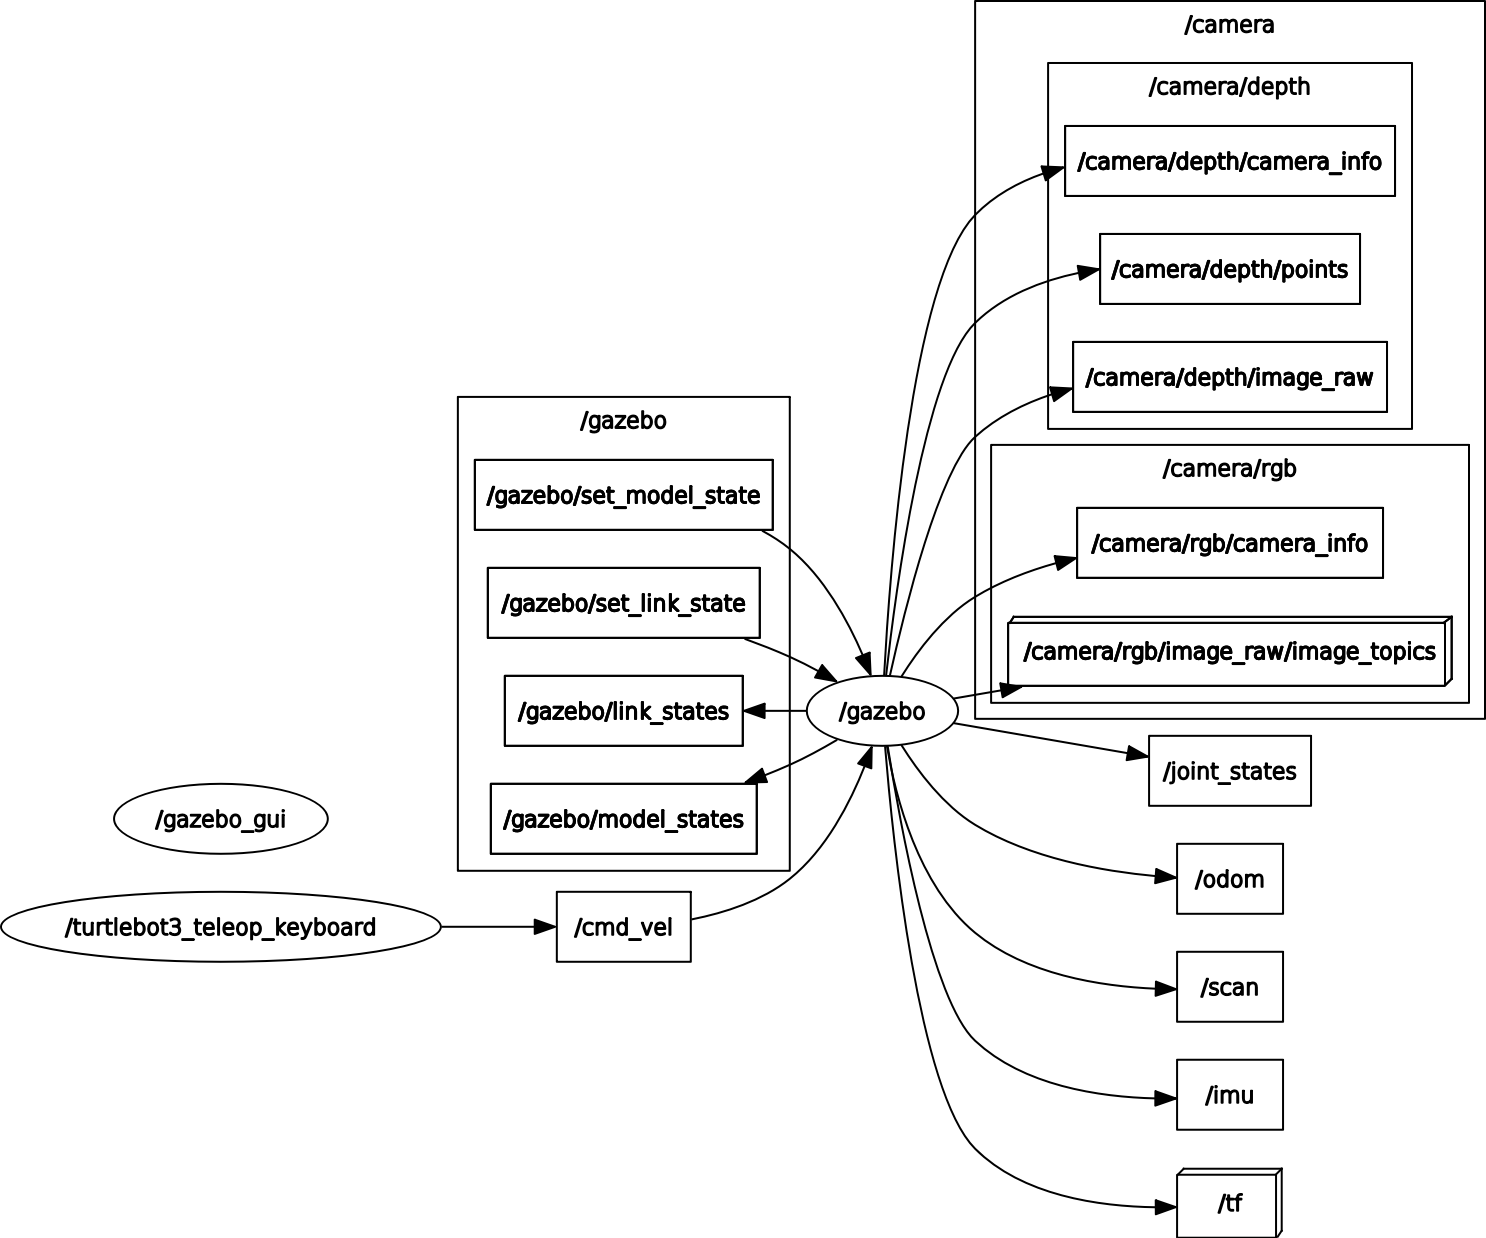 /camera
/camera/depth
/camera/depth/camera_info
/camera/depth/points
/camera/depth/image_raw
/camera/rgb
/camera/rgb/camera_info
/camera/rgb/image_raw/image_topics
/gazebo
/gazebo/set_model_state
/gazebo/set_link_state
/gazebo/link_states
/gazebo/model_states
/gazebo
/gazebo_gui
/turtlebot3_teleop_keyboard
/cmd_vel
/joint_states
/odom
/scan
/imu
/tf